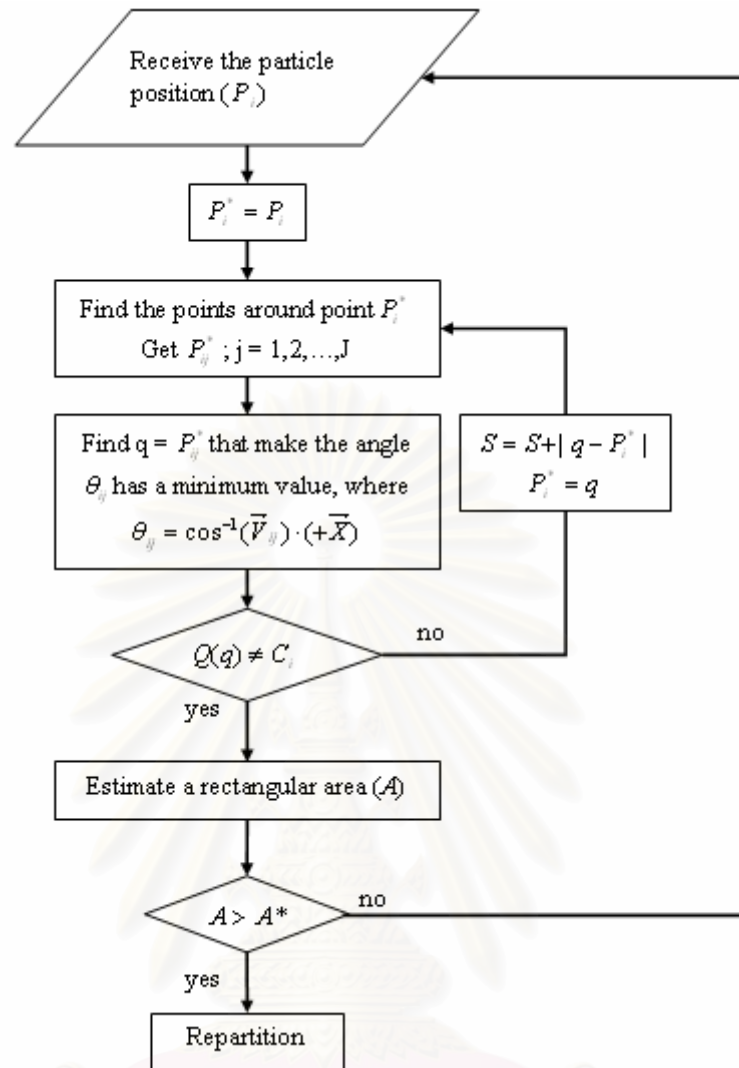 Receive the particle
position (P_i)
P_i^* = P_i
Find the points around point P_i^*
Get P_ij^* ; j = 1,2,...,J
Find q = P_ij^* that make the angle
θ_ij has a minimum value, where
θ_ij = cos⁻¹(V⃗_ij)·(+X⃗)
S = S+| q − P_i^* |
P_i^* = q
Q(q) ≠ C_i
no
yes
Estimate a rectangular area (A)
A > A*
no
yes
Repartition